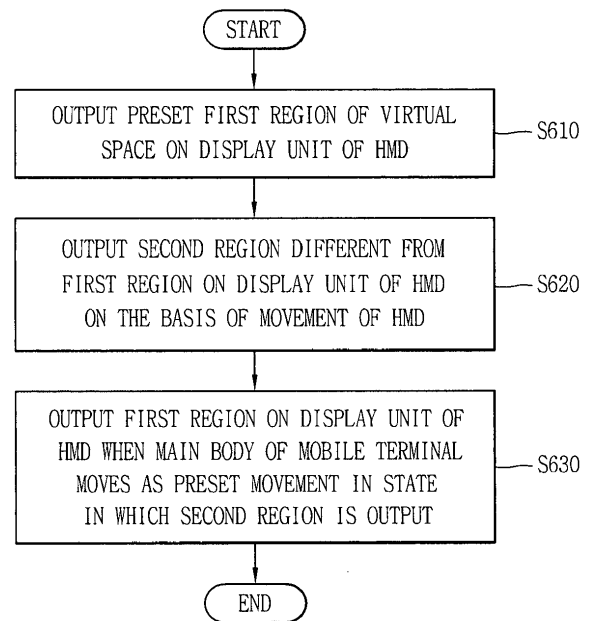 START
OUTPUT PRESET FIRST REGION OF VIRTUAL
SPACE ON DISPLAY UNIT OF HMD
S610
OUTPUT SECOND REGION DIFFERENT FROM
FIRST REGION ON DISPLAY UNIT OF HMD
ON THE BASIS OF MOVEMENT OF HMD
S620
OUTPUT FIRST REGION ON DISPLAY UNIT OF
HMD WHEN MAIN BODY OF MOBILE TERMINAL
MOVES AS PRESET MOVEMENT IN STATE
IN WHICH SECOND REGION IS OUTPUT
S630
END